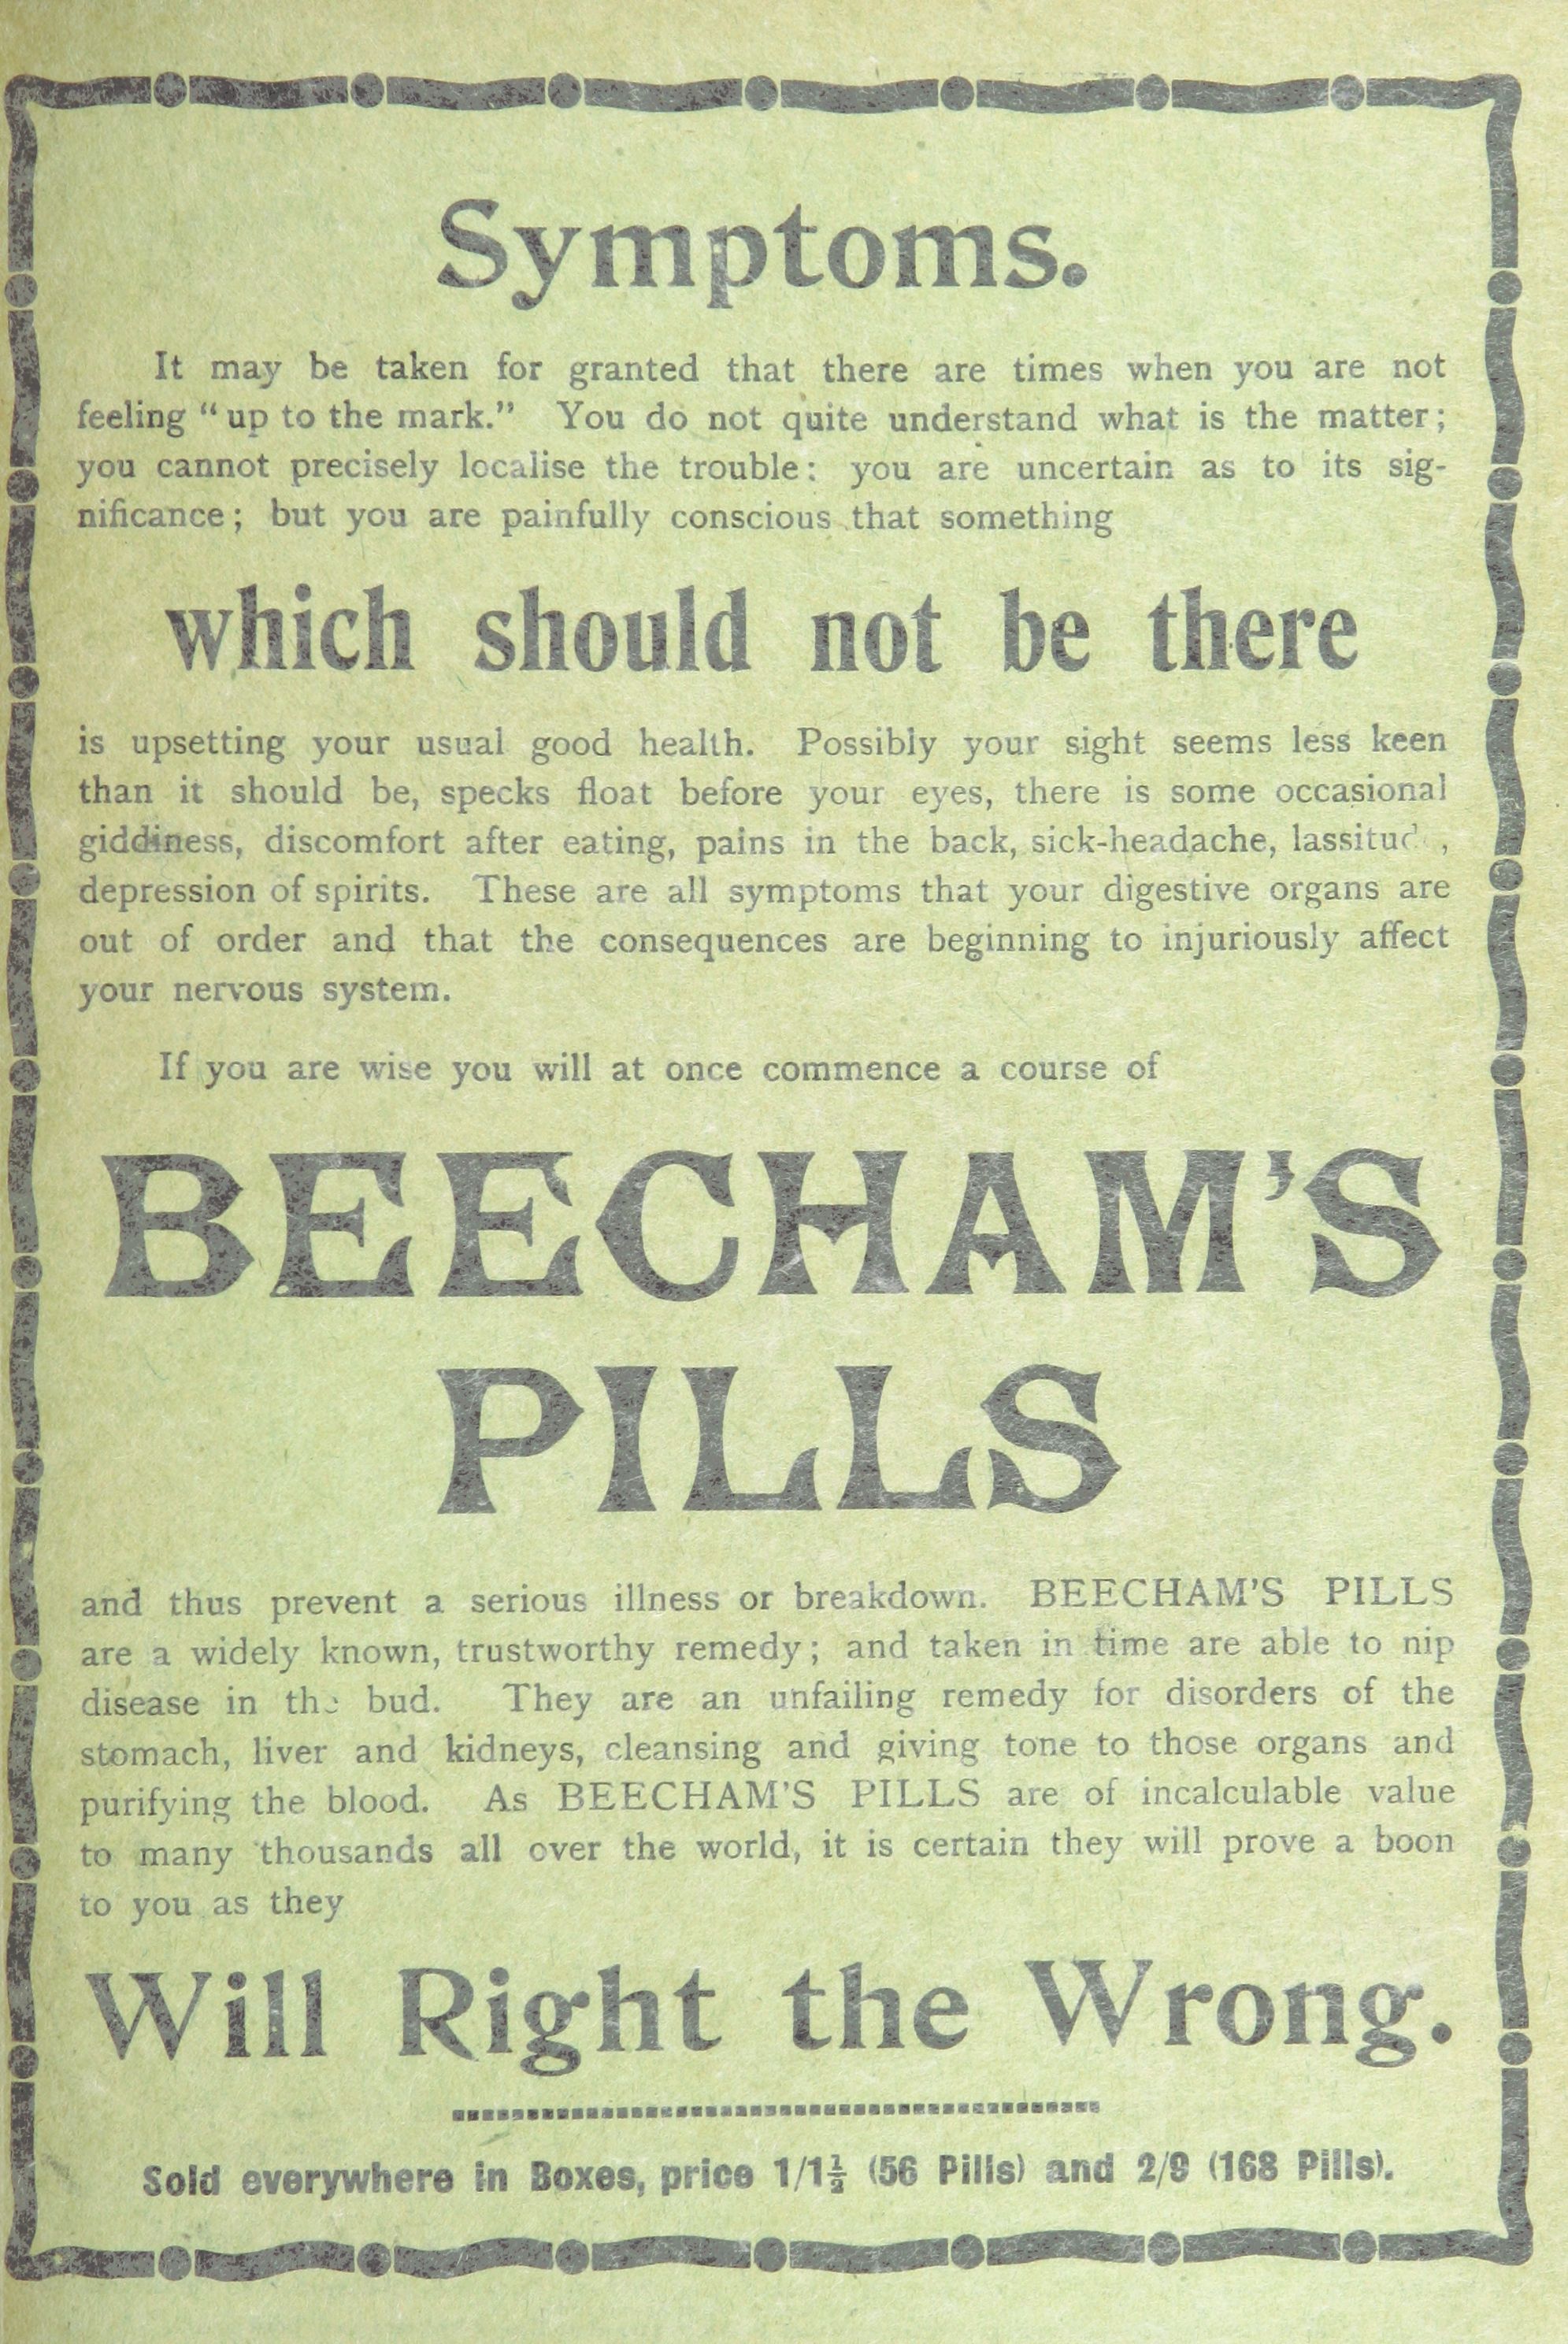 Symptoms.
It may be taken for granted that there are times when you are not
feeling “up to the mark.” You do not quite understand what is the matter;
you cannot precisely localise the trouble: you are uncertain as to its sig-
nificance; but you are painfully conscious that something
which should not be there
is upsetting your usual good health. Possibly your sight seems less keen
than it should be, specks float before your eyes, there is some occasional
giddiness, discomfort after eating, pains in the back, sick-headache, lassitud ,
depression of spirits. These are all symptoms that your digestive organs are
out of order and that the consequences are beginning to injuriously affect
your nervous system.
If you are wise you will at once commence a course of
BEECHAM’S
PILLS
and thus prevent a serious illness or breakdown. BEECHAM’S PILLS
are a widely known, trustworthy remedy; and taken in time are able to nip
disease in the bud. They are an unfailing remedy for disorders of the
stomach, liver and kidneys, cleansing and giving tone to those organs and
purifying the blood. As BEECHAM’S PILLS are of incalculable value
to many thousands all over the world, it is certain they will prove a boon
to you as they
Will Right the Wrong.
Sold everywhere in Boxes, price 1/1½ (56 Pills) and 2/9 (168 Pills).